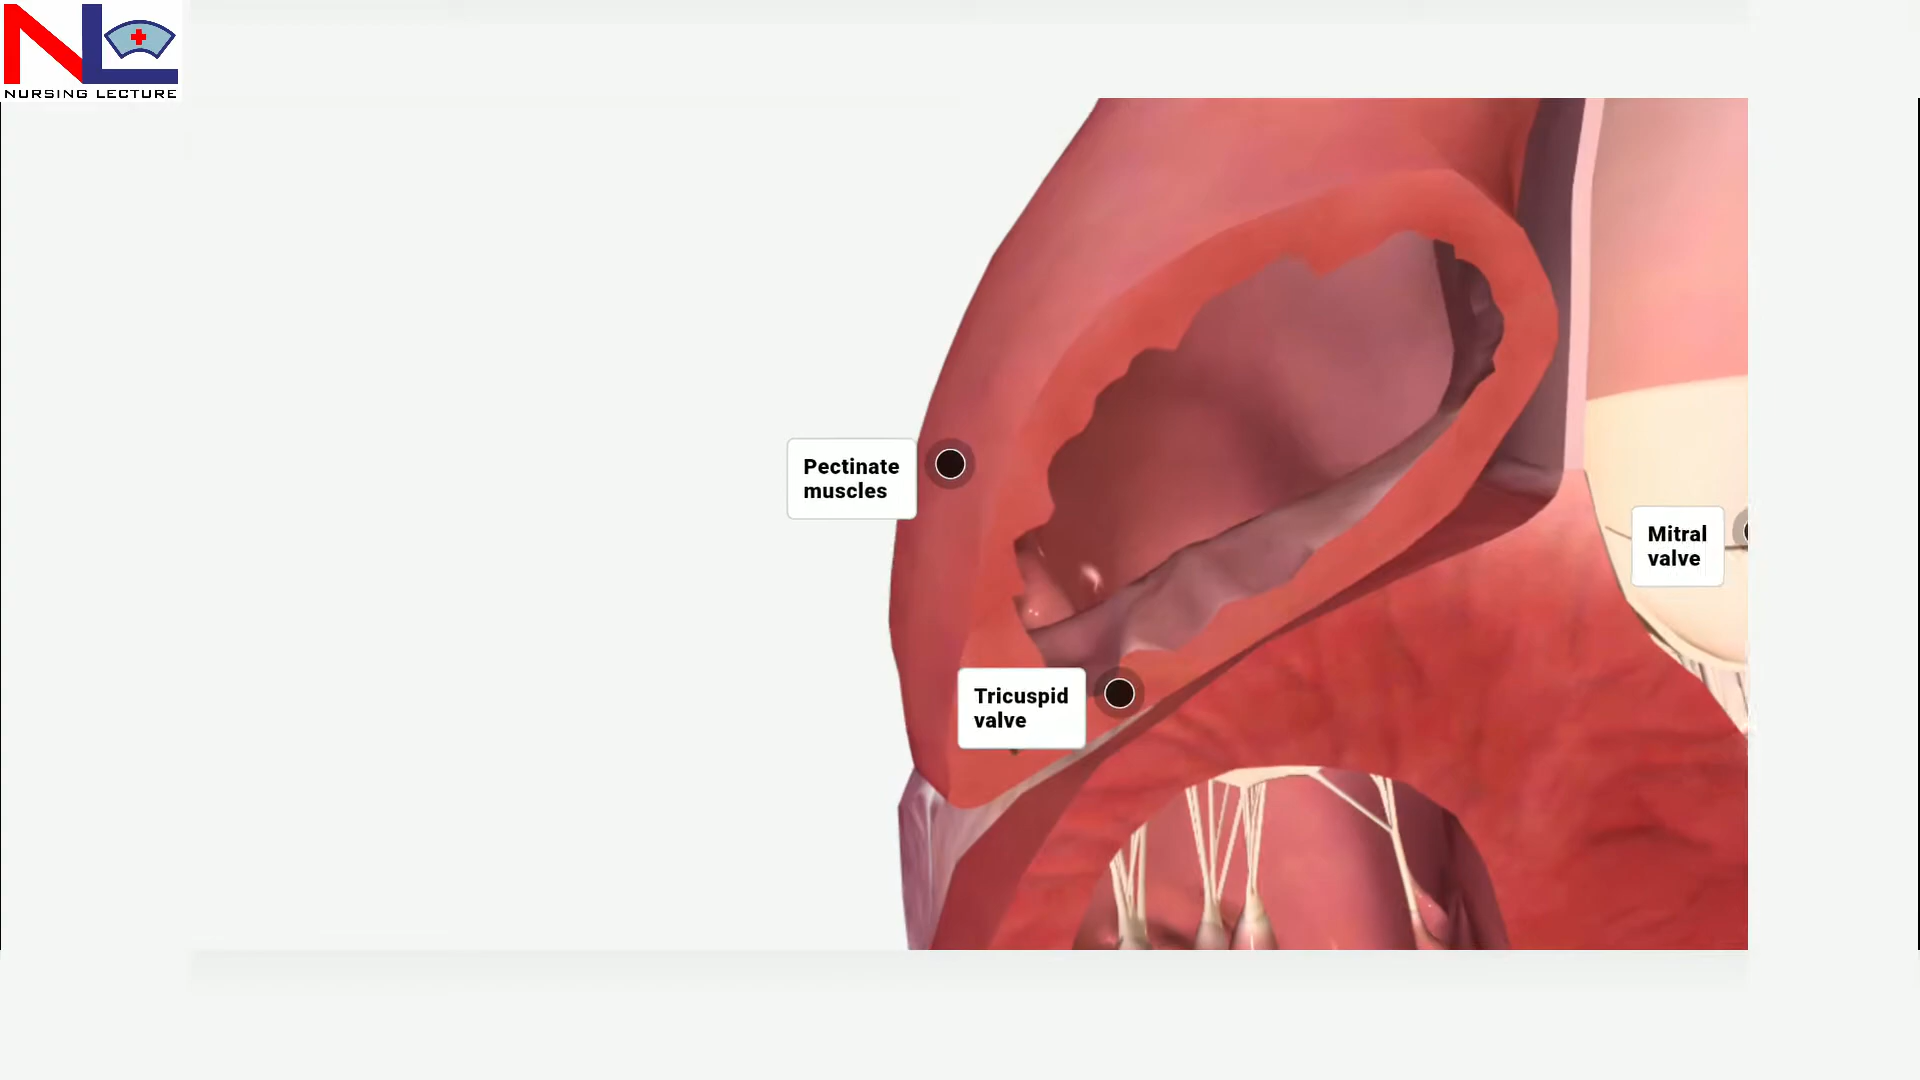 NURSING LECTURE
Pectinate
muscles
Mitral
valve
Tricuspid
valve